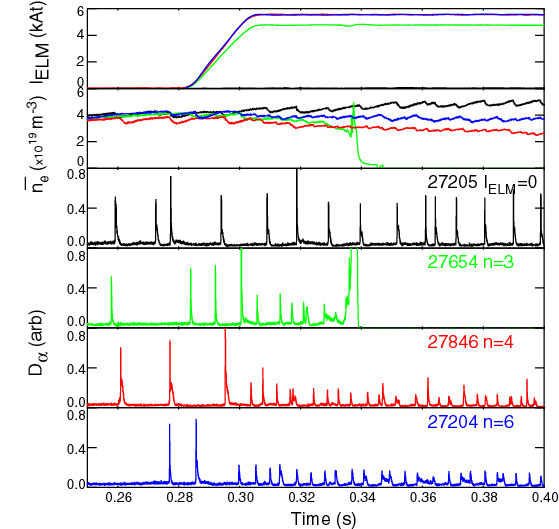 I_ELM (kAt)
6
4
2
0
n̅_e (x10^19 m^-3)
6
4
2
0
27205 I_ELM=0
0.8
0.4
0.0
27654 n=3
0.8
0.4
0.0
Dα (arb)
27846 n=4
0.8
0.4
0.0
27204 n=6
0.8
0.4
0.0
0.26 0.28 0.30 0.32 0.34 0.36 0.38 0.40
Time (s)